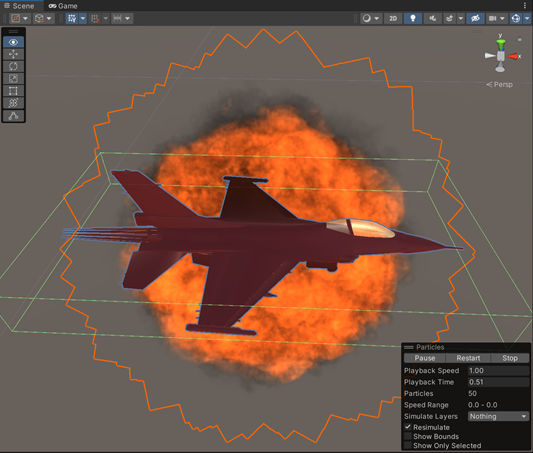 Scene Game
2D
y
x
Persp
Particles
Pause Restart Stop
Playback Speed 1.00
Playback Time 0.51
Particles 50
Speed Range 0.0 - 0.0
Simulate Layers Nothing
Resimulate
Show Bounds
Show Only Selected